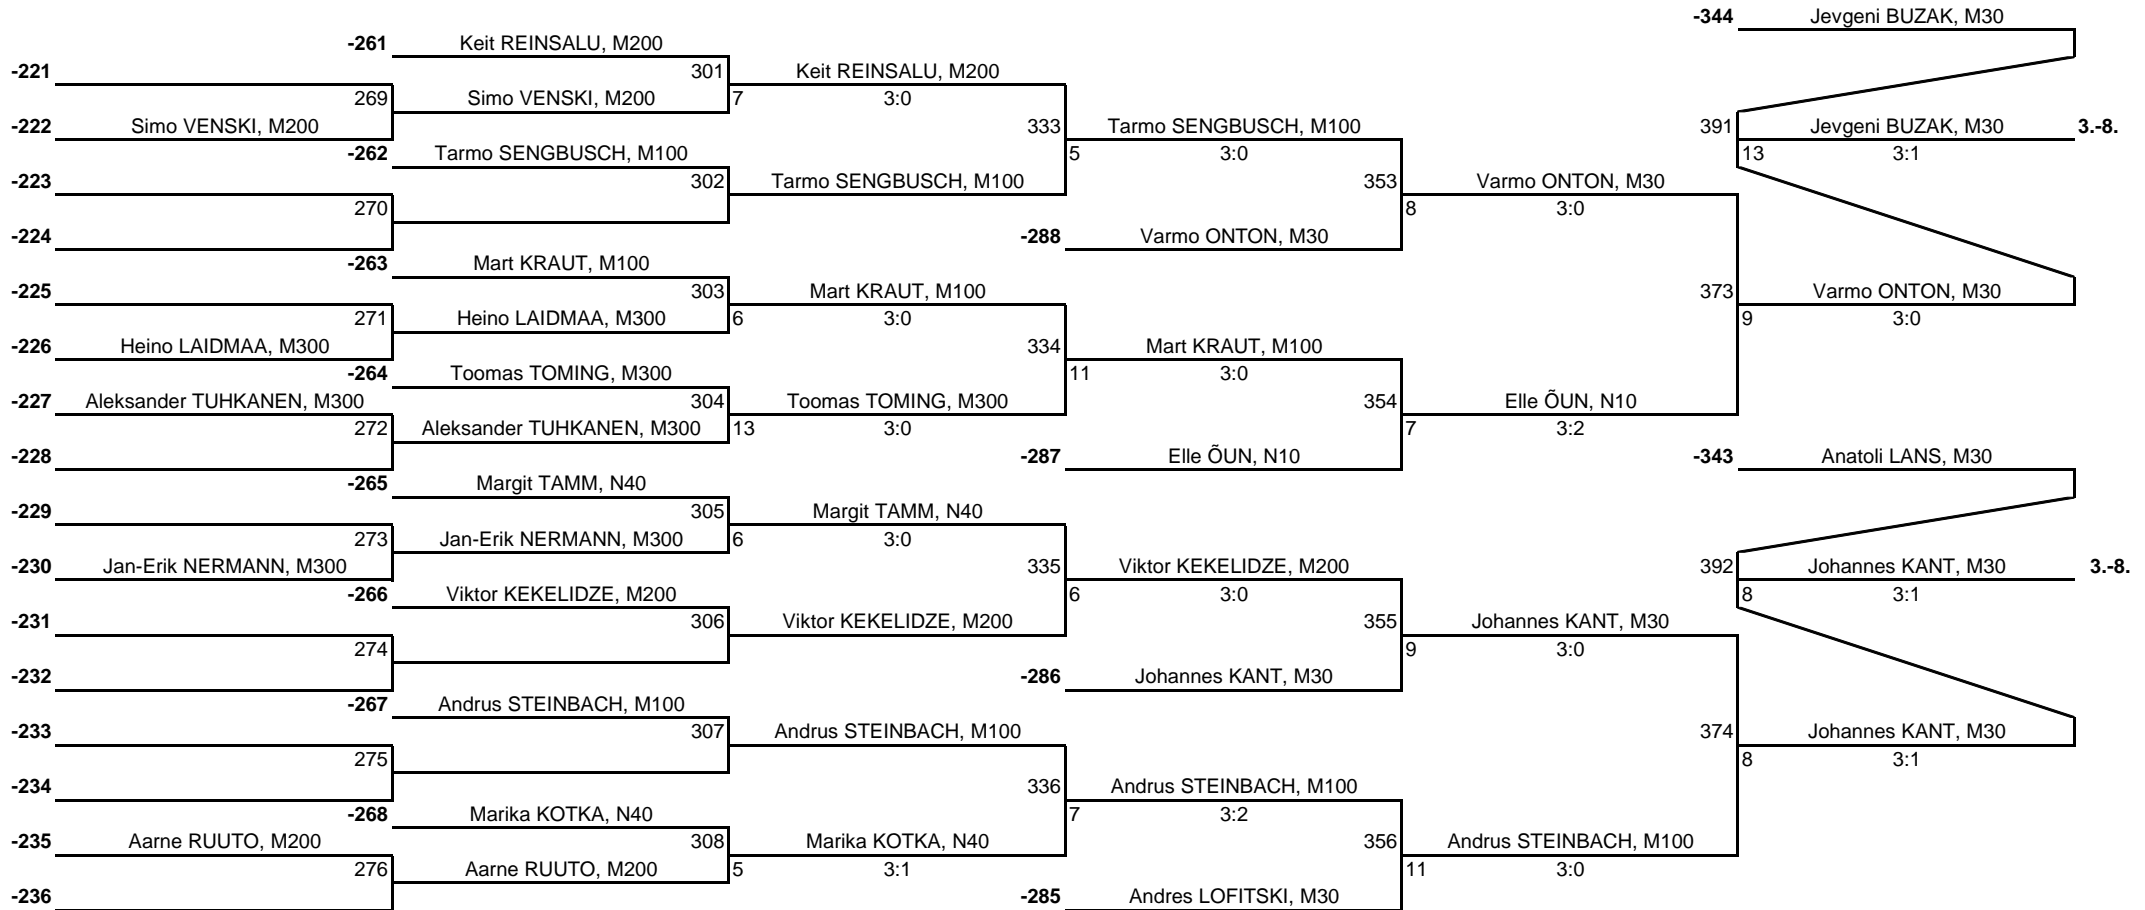 -344 Jevgeni BUZAK, M30
-261 Keit REINSALU, M200
-221 301 Keit REINSALU, M200
269 Simo VENSKI, M200 7 3:0
-222 Simo VENSKI, M200 333 Tarmo SENGBUSCH, M100 391 Jevgeni BUZAK, M30 3.-8.
-262 Tarmo SENGBUSCH, M100 5 3:0 13 3:1
-223 302 Tarmo SENGBUSCH, M100 353 Varmo ONTON, M30
270 8 3:0
-224 -288 Varmo ONTON, M30
-263 Mart KRAUT, M100
-225 303 Mart KRAUT, M100 373 Varmo ONTON, M30
271 Heino LAIDMAA, M300 6 3:0 9 3:0
-226 Heino LAIDMAA, M300 334 Mart KRAUT, M100
-264 Toomas TOMING, M300 11 3:0
-227 Aleksander TUHKANEN, M300 304 Toomas TOMING, M300 354 Elle ÕUN, N10
272 Aleksander TUHKANEN, M300 13 3:0 7 3:2
-228 -287 Elle ÕUN, N10 -343 Anatoli LANS, M30
-265 Margit TAMM, N40
-229 305 Margit TAMM, N40
273 Jan-Erik NERMANN, M300 6 3:0
-230 Jan-Erik NERMANN, M300 335 Viktor KEKELIDZE, M200 392 Johannes KANT, M30 3.-8.
-266 Viktor KEKELIDZE, M200 6 3:0 8 3:1
-231 306 Viktor KEKELIDZE, M200 355 Johannes KANT, M30
274 9 3:0
-232 -286 Johannes KANT, M30
-267 Andrus STEINBACH, M100
-233 307 Andrus STEINBACH, M100 374 Johannes KANT, M30
275 8 3:1
-234 336 Andrus STEINBACH, M100
-268 Marika KOTKA, N40 7 3:2
-235 Aarne RUUTO, M200 308 Marika KOTKA, N40 356 Andrus STEINBACH, M100
276 Aarne RUUTO, M200 5 3:1 11 3:0
-236 -285 Andres LOFITSKI, M30